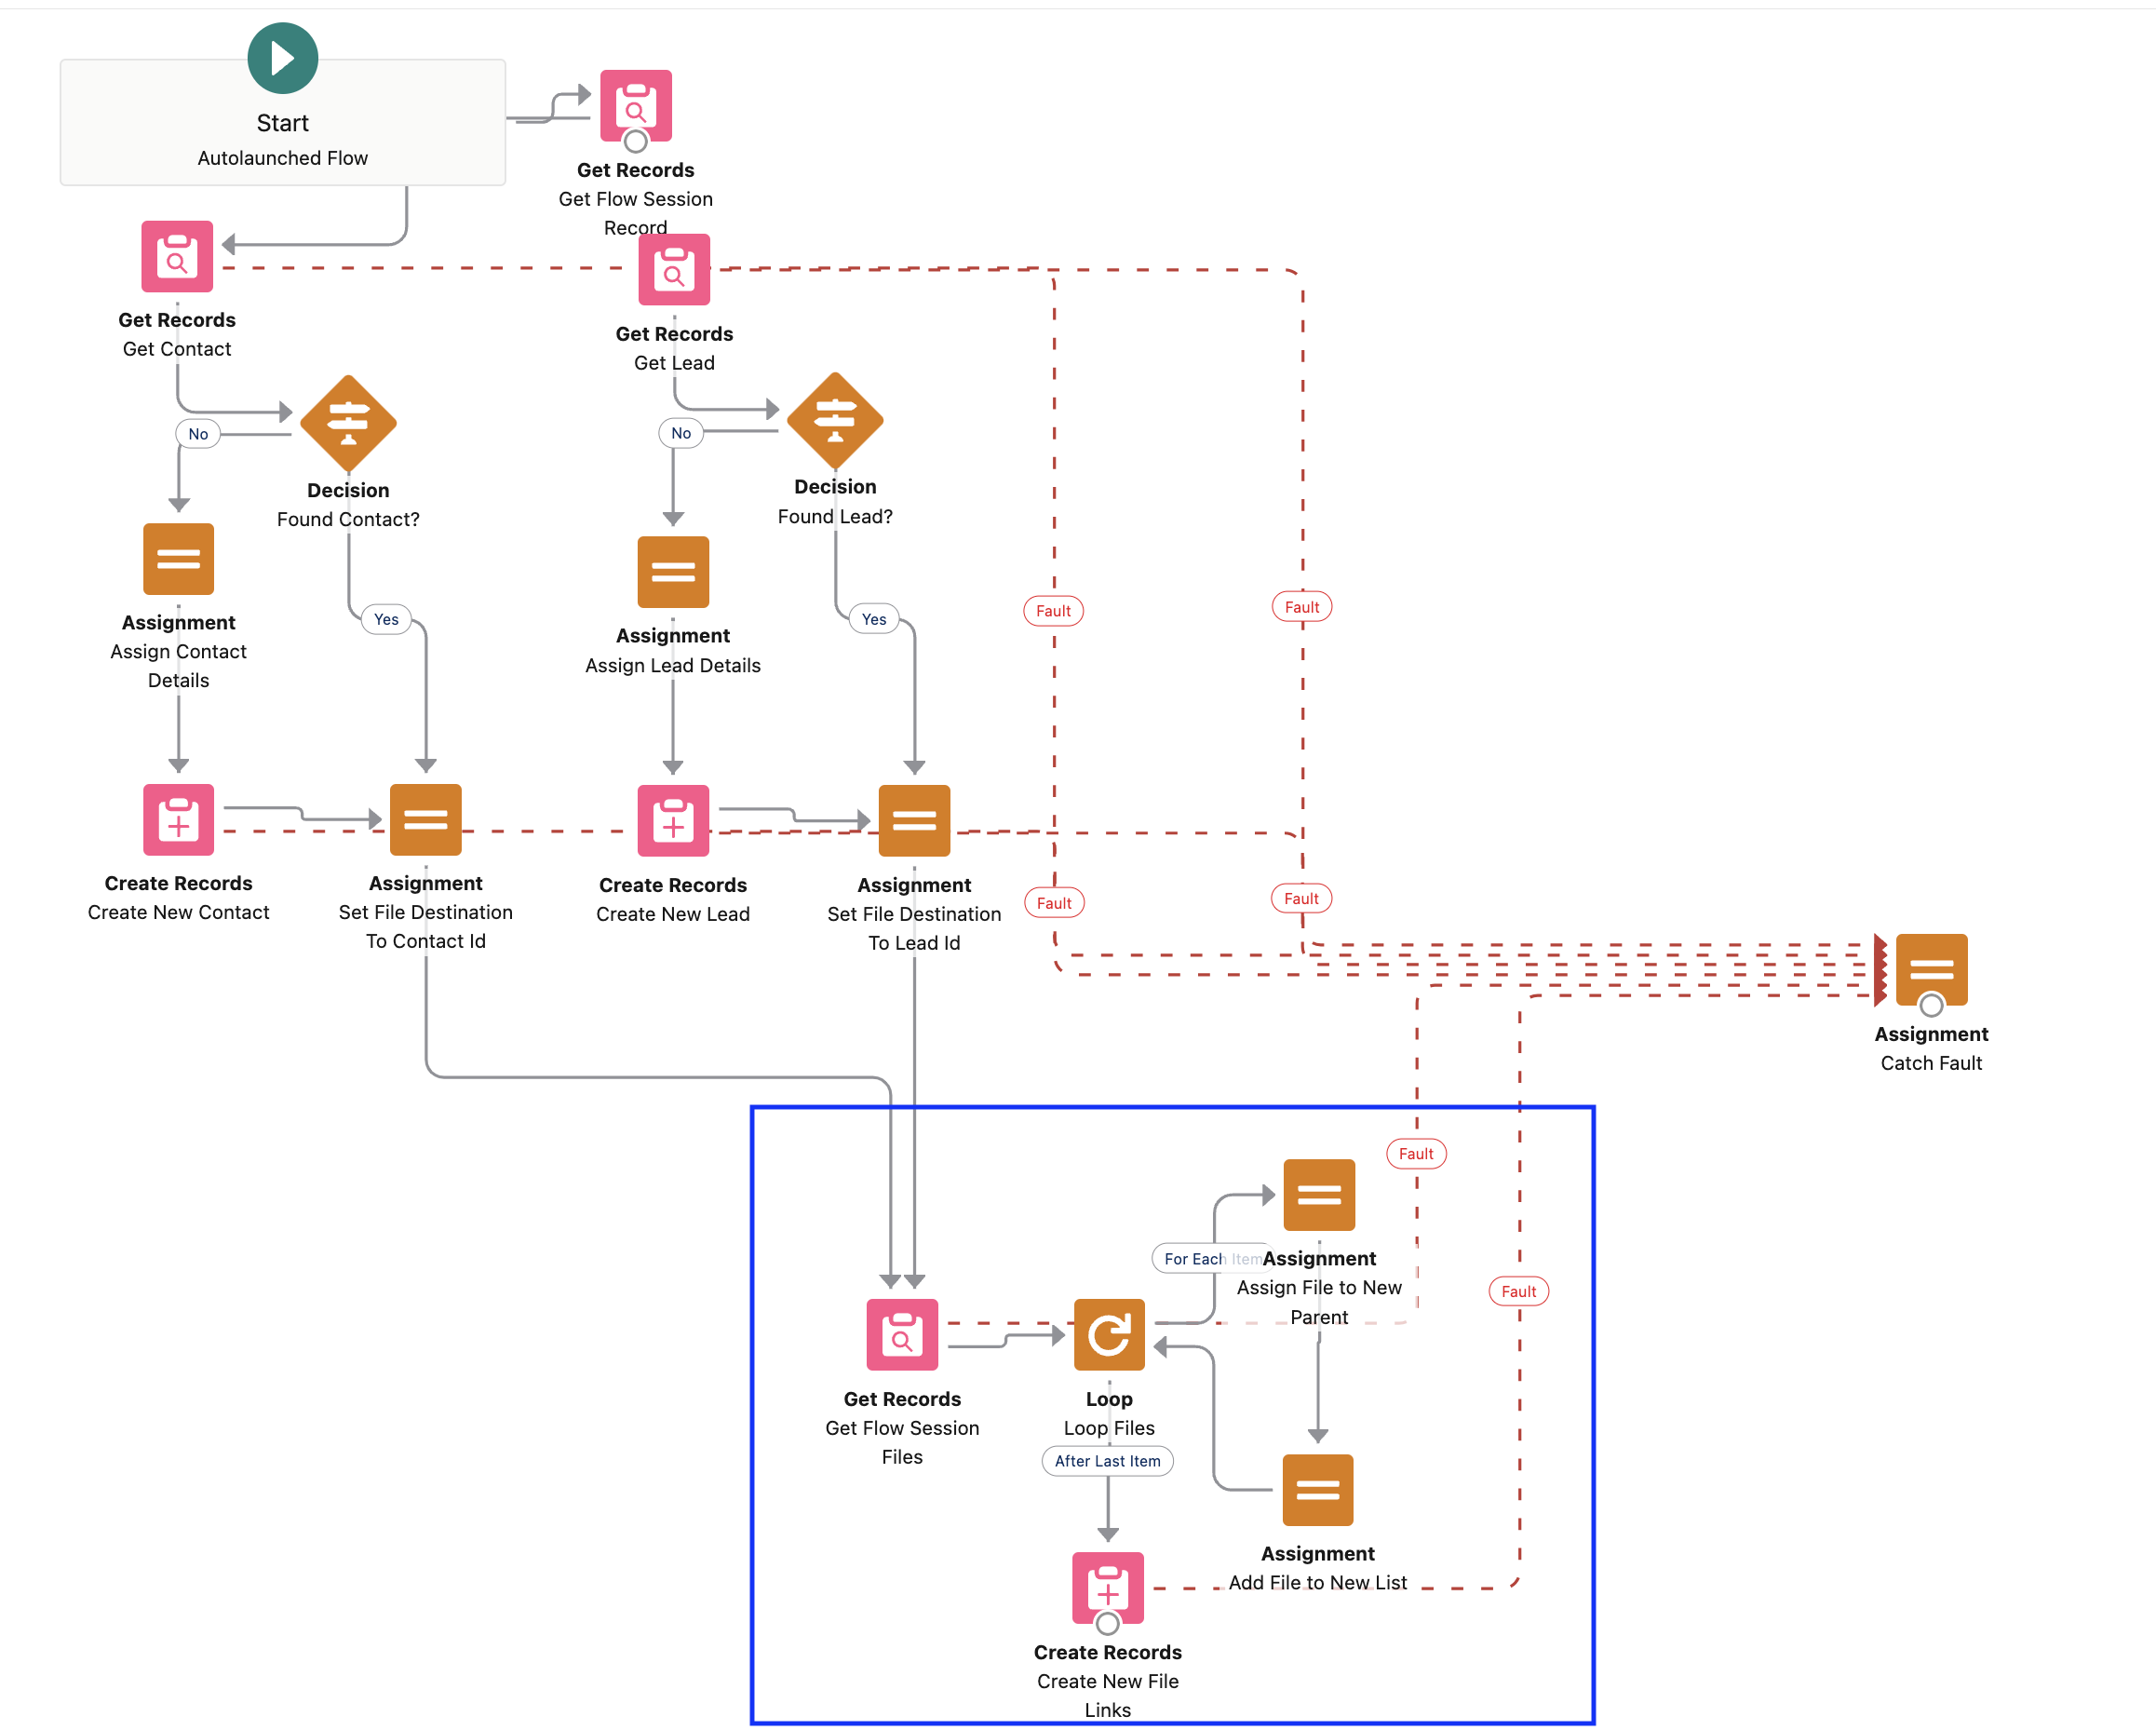 Start
Autolaunched Flow
Get Records
Get Flow Session
Record
Get Records
Get Contact
Get Records
Get Lead
No
Decision
Found Contact?
No
Decision
Found Lead?
Assignment
Assign Contact
Details
Yes
Assignment
Assign Lead Details
Yes
Fault
Fault
Create Records
Create New Contact
Assignment
Set File Destination
To Contact Id
Create Records
Create New Lead
Assignment
Set File Destination
To Lead Id
Fault
Fault
Assignment
Catch Fault
Fault
For Each Item
Assignment
Assign File to New
Parent
Fault
Get Records
Get Flow Session
Files
Loop
Loop Files
After Last Item
Assignment
Add File to New List
Create Records
Create New File
Links